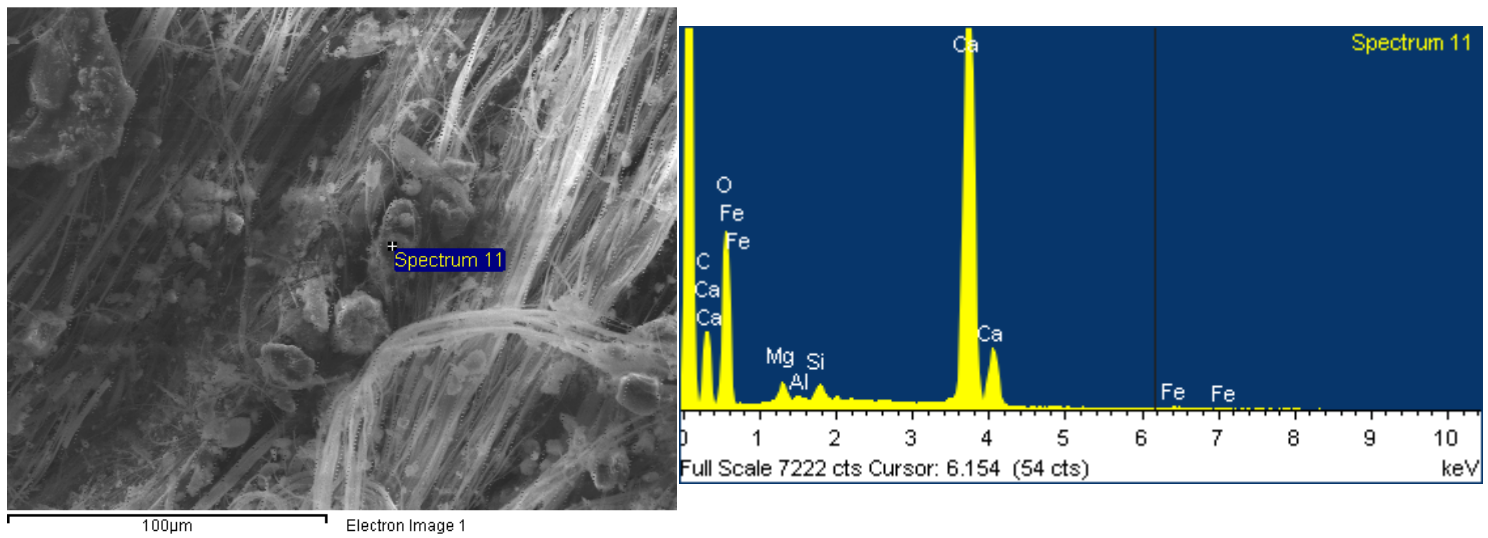 Spectrum 11
100µm
Electron Image 1
Spectrum 11
Ca
O
Fe
Fe
C
Ca
Ca
Mg
Al
Si
Ca
Fe
Fe
0 1 2 3 4 5 6 7 8 9 10
Full Scale 7222 cts Cursor: 6.154 (54 cts)
keV